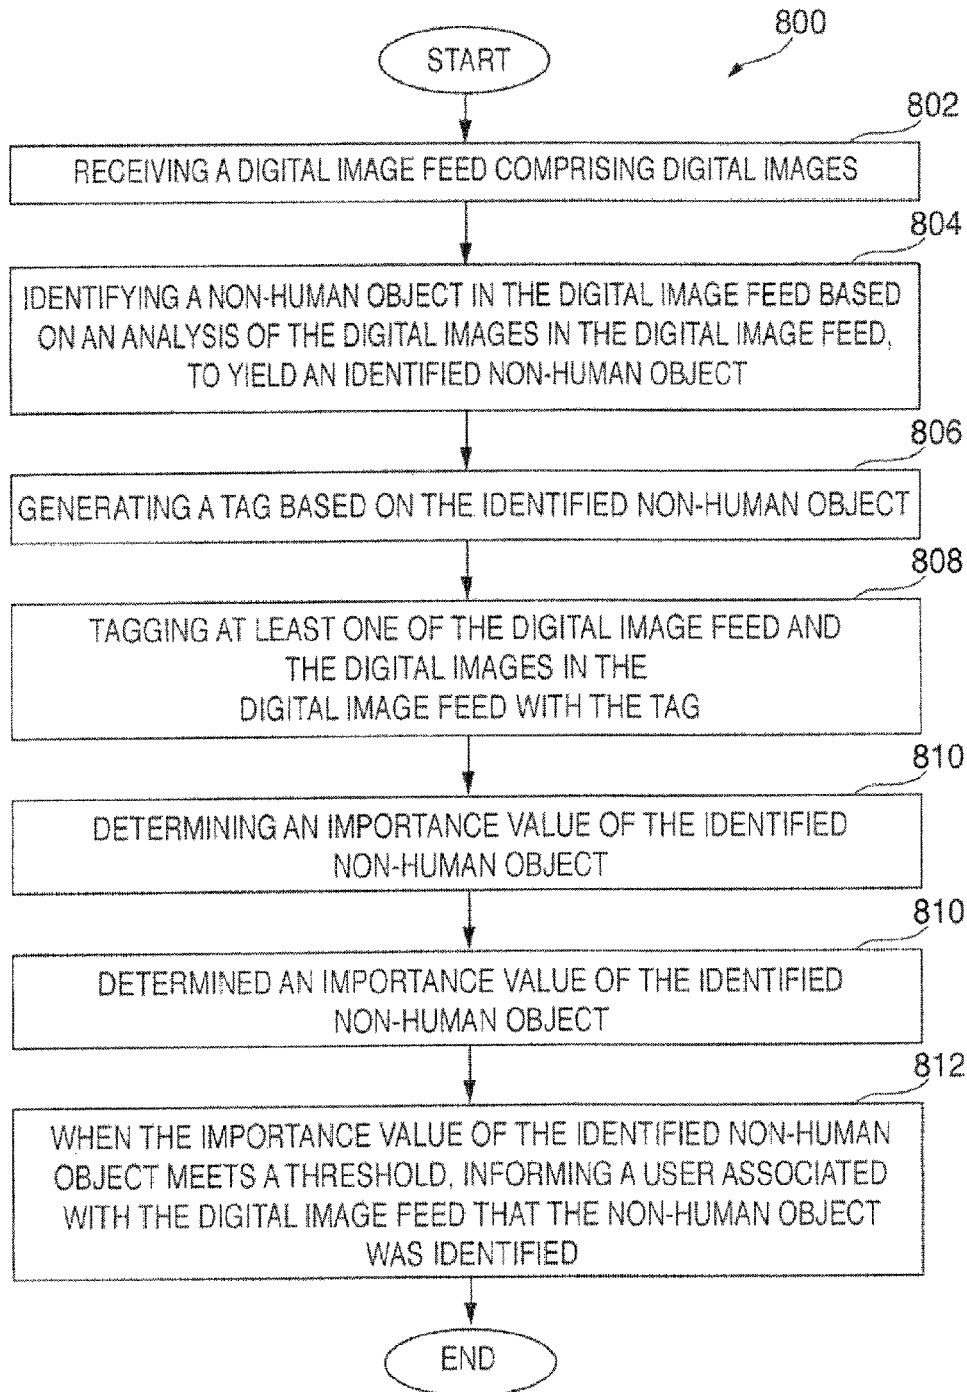 800
START
802
RECEIVING A DIGITAL IMAGE FEED COMPRISING DIGITAL IMAGES
804
IDENTIFYING A NON-HUMAN OBJECT IN THE DIGITAL IMAGE FEED BASED
ON AN ANALYSIS OF THE DIGITAL IMAGES IN THE DIGITAL IMAGE FEED,
TO YIELD AN IDENTIFIED NON-HUMAN OBJECT
806
GENERATING A TAG BASED ON THE IDENTIFIED NON-HUMAN OBJECT
808
TAGGING AT LEAST ONE OF THE DIGITAL IMAGE FEED AND
THE DIGITAL IMAGES IN THE
DIGITAL IMAGE FEED WITH THE TAG
810
DETERMINING AN IMPORTANCE VALUE OF THE IDENTIFIED
NON-HUMAN OBJECT
810
DETERMINED AN IMPORTANCE VALUE OF THE IDENTIFIED
NON-HUMAN OBJECT
812
WHEN THE IMPORTANCE VALUE OF THE IDENTIFIED NON-HUMAN
OBJECT MEETS A THRESHOLD, INFORMING A USER ASSOCIATED
WITH THE DIGITAL IMAGE FEED THAT THE NON-HUMAN OBJECT
WAS IDENTIFIED
END